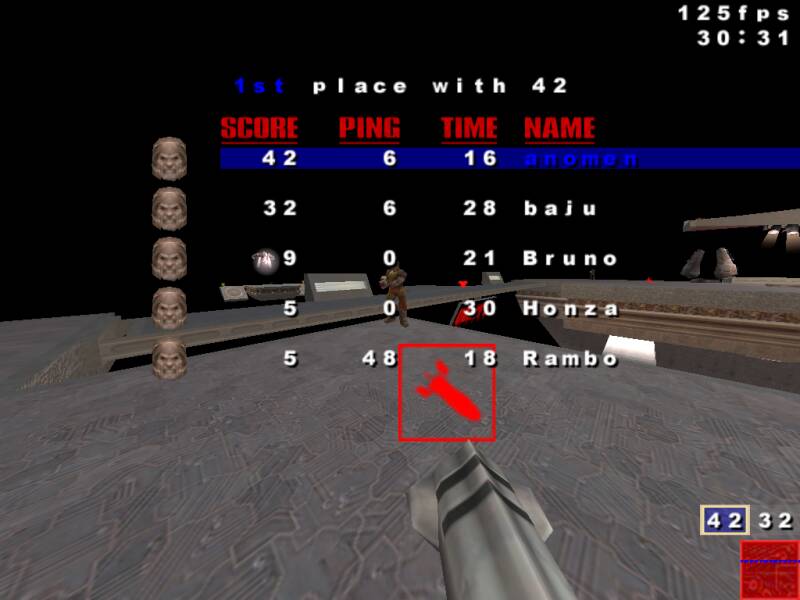 125fps
30:31
1st place with 42
SCORE PING TIME NAME
42 6 16 anomen
32 6 28 baju
9 0 21 Bruno
5 0 30 Honza
5 48 18 Rambo
42 32